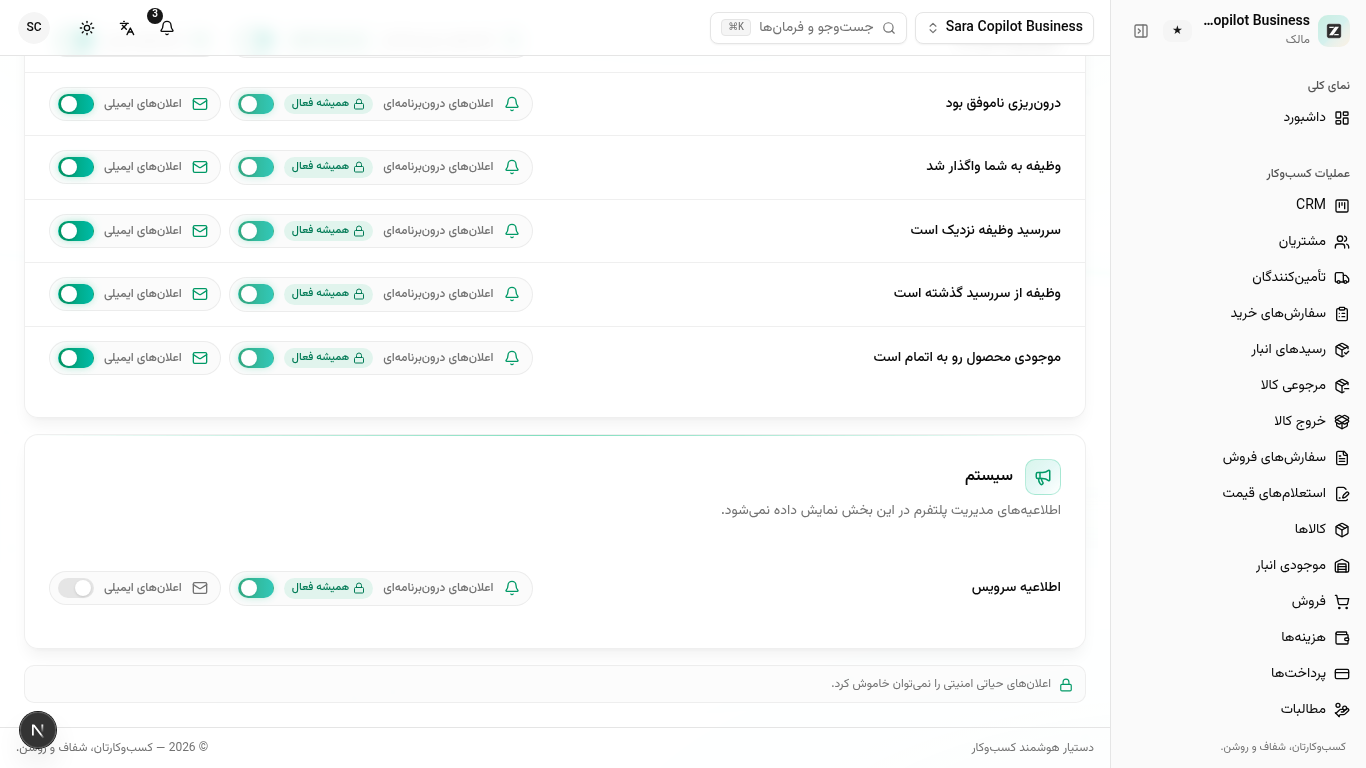 …opilot Business
مالک
نمای کلی
داشبورد
عملیات کسب‌وکار
CRM
مشتریان
تأمین‌کنندگان
سفارش‌های خرید
رسیدهای انبار
مرجوعی کالا
خروج کالا
سفارش‌های فروش
استعلام‌های قیمت
کالاها
موجودی انبار
فروش
هزینه‌ها
پرداخت‌ها
مطالبات
کسب‌وکارتان، شفاف و روشن.
Sara Copilot Business
جست‌وجو و فرمان‌ها ⌘K
3
SC
درون‌ریزی ناموفق بود اعلان‌های درون‌برنامه‌ای همیشه فعال اعلان‌های ایمیلی
وظیفه به شما واگذار شد اعلان‌های درون‌برنامه‌ای همیشه فعال اعلان‌های ایمیلی
سررسید وظیفه نزدیک است اعلان‌های درون‌برنامه‌ای همیشه فعال اعلان‌های ایمیلی
وظیفه از سررسید گذشته است اعلان‌های درون‌برنامه‌ای همیشه فعال اعلان‌های ایمیلی
موجودی محصول رو به اتمام است اعلان‌های درون‌برنامه‌ای همیشه فعال اعلان‌های ایمیلی
سیستم
اطلاعیه‌های مدیریت پلتفرم در این بخش نمایش داده نمی‌شود.
اطلاعیه سرویس اعلان‌های درون‌برنامه‌ای همیشه فعال اعلان‌های ایمیلی
اعلان‌های حیاتی امنیتی را نمی‌توان خاموش کرد.
دستیار هوشمند کسب‌وکار
© 2026 — کسب‌وکارتان، شفاف و روشن.
N